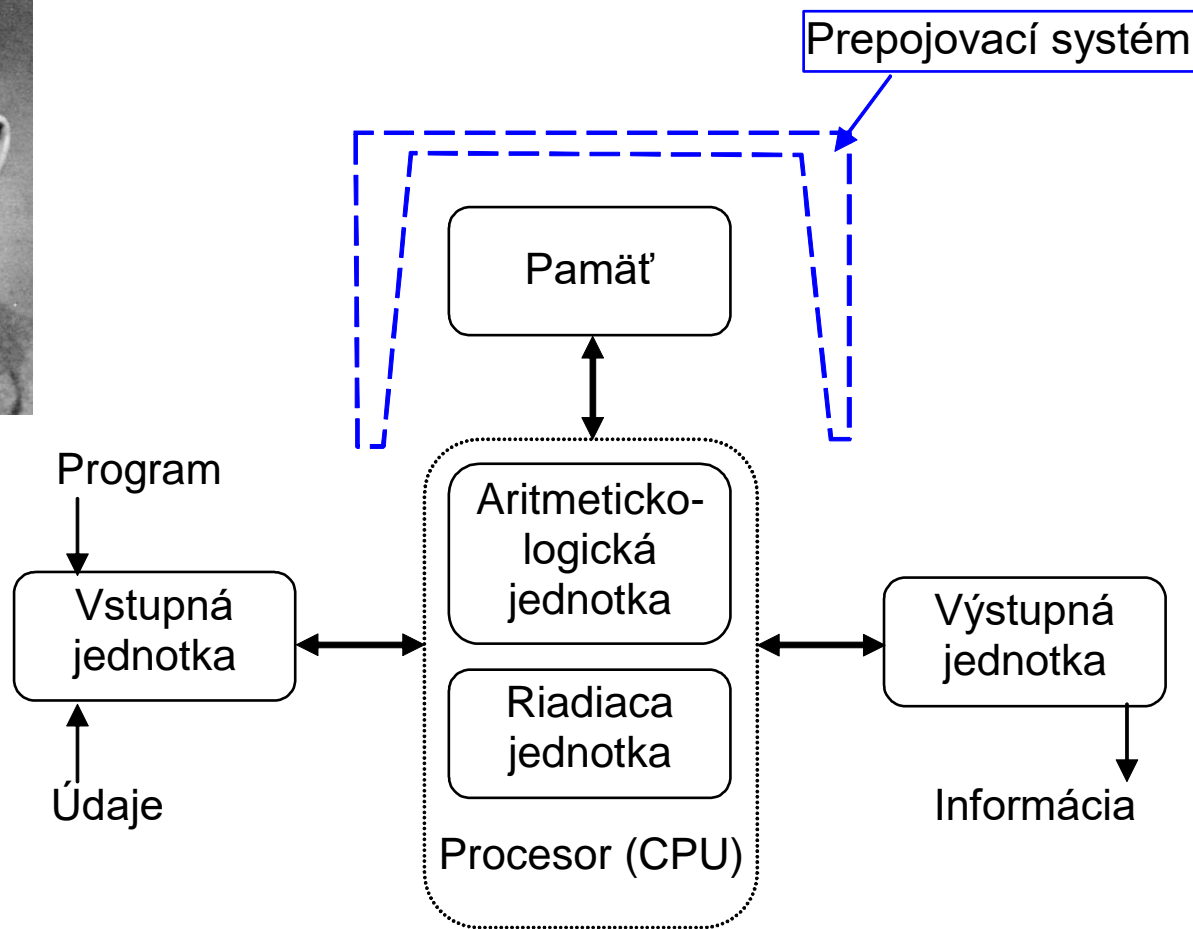 Prepojovací systém
Pamäť
Program
Aritmeticko-
logická
jednotka
Vstupná
jednotka
Výstupná
jednotka
Riadiaca
jednotka
Údaje
Informácia
Procesor (CPU)